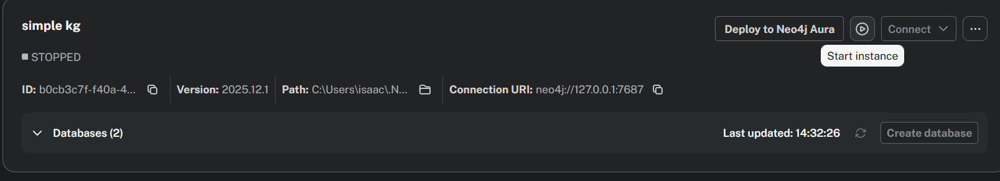 simple kg
Deploy to Neo4j Aura
Connect
...
STOPPED
Start instance
ID: b0cb3c7f-f40a-4...
Version: 2025.12.1
Path: C:\Users\isaac\.N...
Connection URI: neo4j://127.0.0.1:7687
Databases (2)
Last updated: 14:32:26
Create database